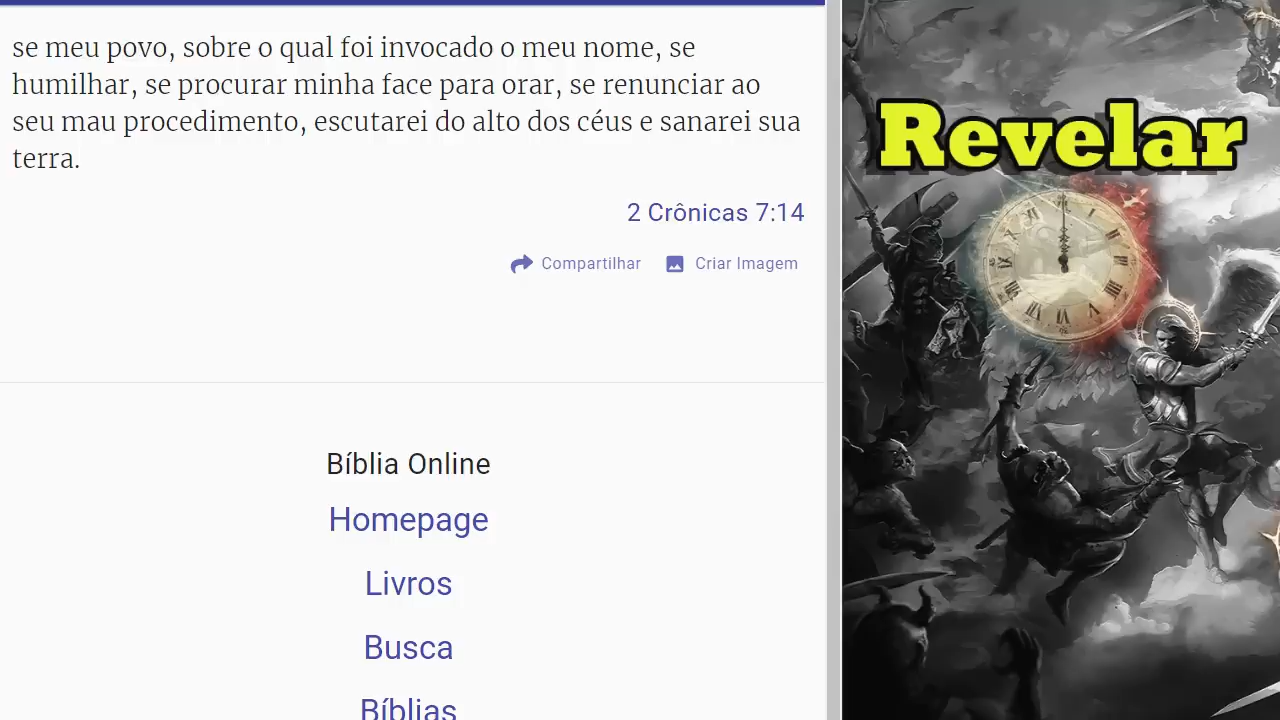 se meu povo, sobre o qual foi invocado o meu nome, se
humilhar, se procurar minha face para orar, se renunciar ao
seu mau procedimento, escutarei do alto dos céus e sanarei sua
terra.
2 Crônicas 7:14
Compartilhar
Criar Imagem
Bíblia Online
Homepage
Livros
Busca
Bíblias
Revelar